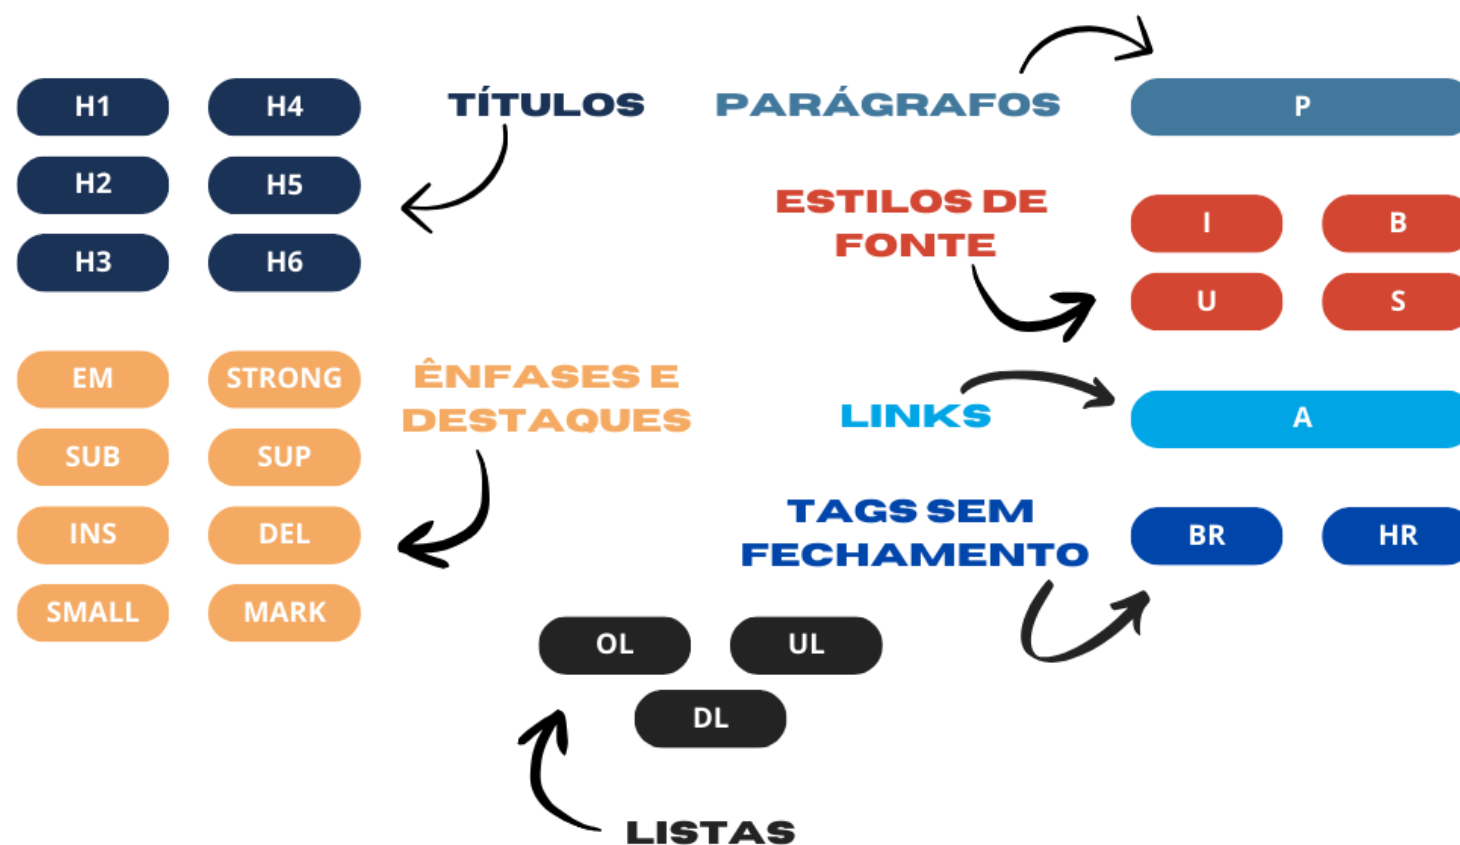 H1
H4
H2
H5
H3
H6
TÍTULOS
PARÁGRAFOS
P
ESTILOS DE
FONTE
I
B
U
S
EM
STRONG
SUB
SUP
INS
DEL
SMALL
MARK
ÊNFASES E
DESTAQUES
LINKS
A
TAGS SEM
FECHAMENTO
BR
HR
OL
UL
DL
LISTAS